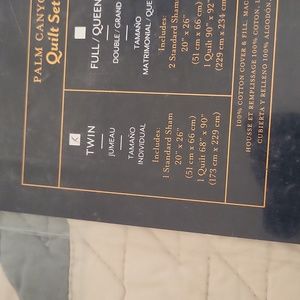 PALM CANYO
Quilt Set
FULL / QUEEN
DOUBLE / GRAND
TAMAÑO
MATRIMONIAL / QUE
Includes:
2 Standard Sham
20" x 26"
(51 cm x 66 cm)
1 Quilt 90" x 92"
(229 cm x 234 cm
TWIN
JUMEAU
TAMAÑO
INDIVIDUAL
Includes:
1 Standard Sham
20" x 26"
(51 cm x 66 cm)
1 Quilt 68" x 90"
(173 cm x 229 cm)
100% COTTON COVER & FILL. MAC
HOUSSE ET REMPLISSAGE 100% COTON.
CUBIERTA Y RELLENO 100% ALGODÓN.